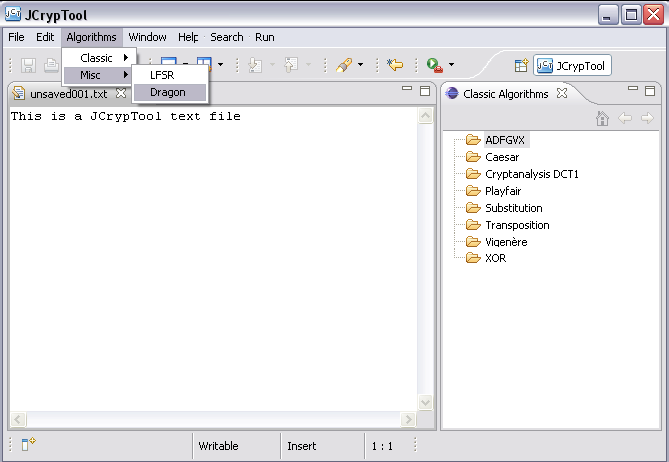 JCrypTool
File Edit Algorithms Window Help Search Run
Classic
Misc
LFSR
Dragon
JCT JCrypTool
unsaved001.txt
This is a JCrypTool text file
Classic Algorithms
ADFGVX
Caesar
Cryptanalysis DCT1
Playfair
Substitution
Transposition
Vigenère
XOR
Writable Insert 1 : 1